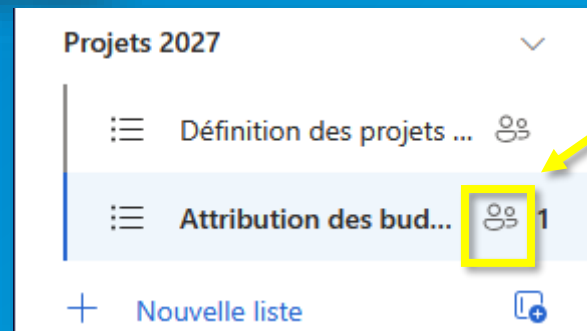 Projets 2027
Définition des projets ...
Attribution des bud... 1
Nouvelle liste